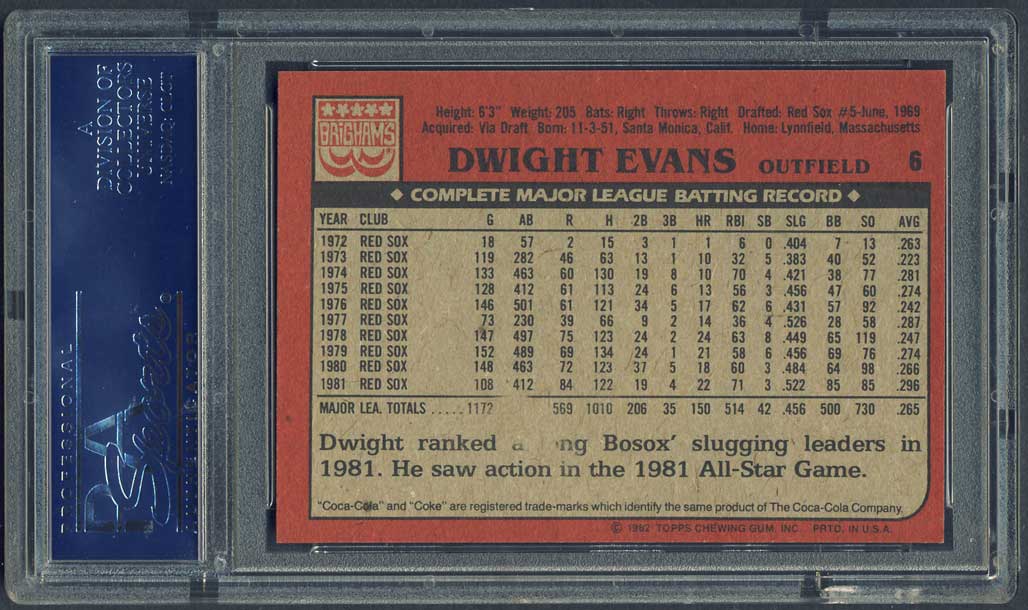 A
DIVISION OF
COLLECTORS
UNIVERSE
NASDAQ: CLCT
PROFESSIONAL
PSA
Sports
AUTHENTICATOR
BRIGHAM'S
Height: 6'3" Weight: 205 Bats: Right Throws: Right Drafted: Red Sox #5-June, 1969
Acquired: Via Draft Born: 11-3-51, Santa Monica, Calif. Home: Lynnfield, Massachusetts
DWIGHT EVANS OUTFIELD 6
◆ COMPLETE MAJOR LEAGUE BATTING RECORD ◆
YEAR CLUB G AB R H 2B 3B HR RBI SB SLG BB SO AVG
1972 RED SOX 18 57 2 15 3 1 1 6 0 .404 7 13 .263
1973 RED SOX 119 282 46 63 13 1 10 32 5 .383 40 52 .223
1974 RED SOX 133 463 60 130 19 8 10 70 4 .421 38 77 .281
1975 RED SOX 128 412 61 113 24 6 13 56 3 .456 47 60 .274
1976 RED SOX 146 501 61 121 34 5 17 62 6 .431 57 92 .242
1977 RED SOX 73 230 39 66 9 2 14 36 4 .526 28 58 .287
1978 RED SOX 147 497 75 123 24 2 24 63 8 .449 65 119 .247
1979 RED SOX 152 489 69 134 24 1 21 58 6 .456 69 76 .274
1980 RED SOX 148 463 72 123 37 5 18 60 3 .484 64 98 .266
1981 RED SOX 108 412 84 122 19 4 22 71 3 .522 85 85 .296
MAJOR LEA. TOTALS ..... 1172 569 1010 206 35 150 514 42 .456 500 730 .265
Dwight ranked a ng Bosox' slugging leaders in
1981. He saw action in the 1981 All-Star Game.
"Coca-Cola" and "Coke" are registered trade-marks which identify the same product of The Coca-Cola Company.
© 1982 TOPPS CHEWING GUM, INC. PRTD. IN U.S.A.